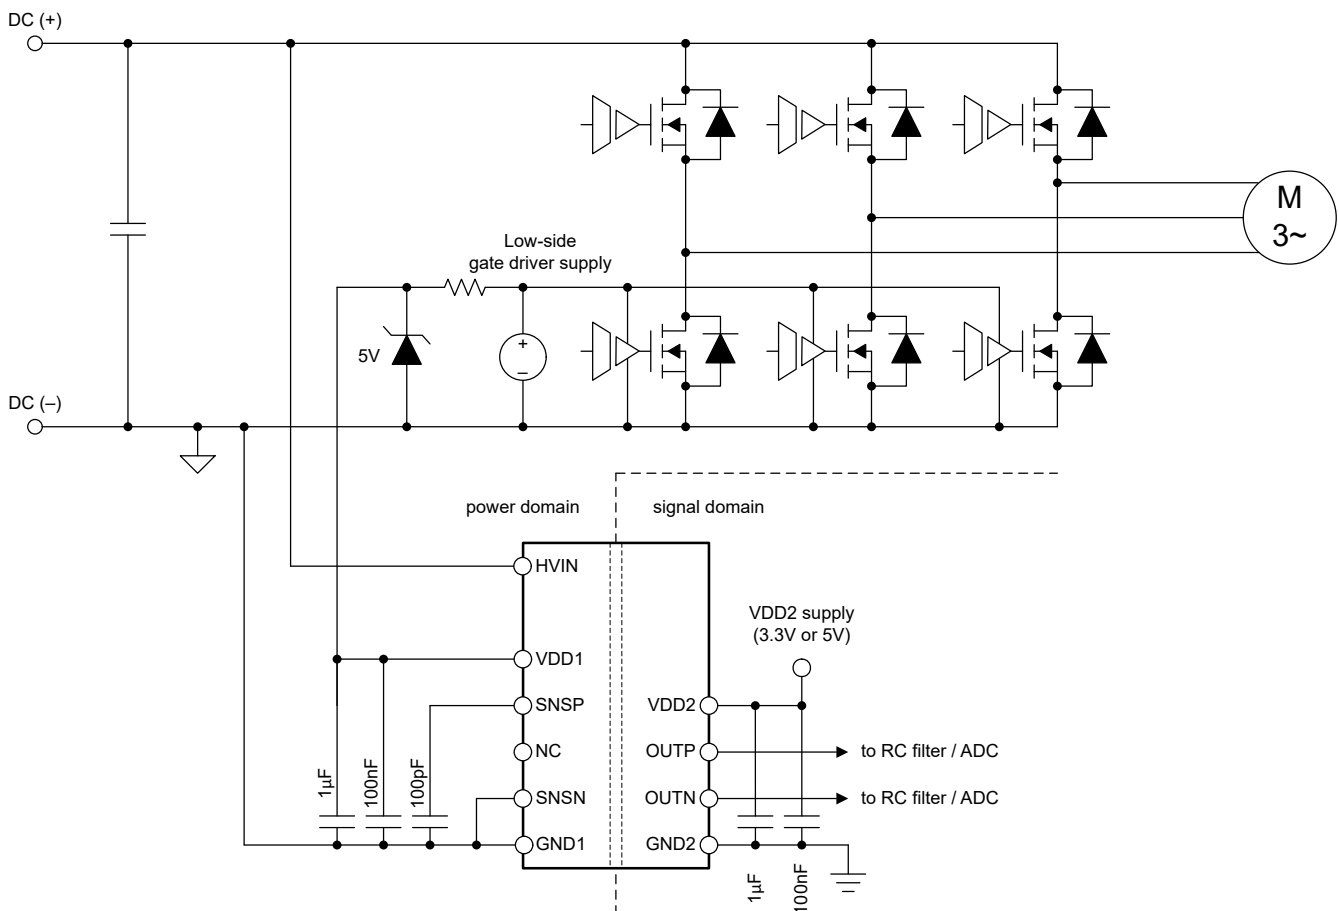 DC (+)
M
3~
Low-side
gate driver supply
5V
+
–
DC (–)
power domain
signal domain
HVIN
VDD2 supply
(3.3V or 5V)
VDD1
SNSP
VDD2
NC
OUTP
to RC filter / ADC
1µF
100nF
100pF
SNSN
OUTN
to RC filter / ADC
GND1
GND2
1µF
100nF